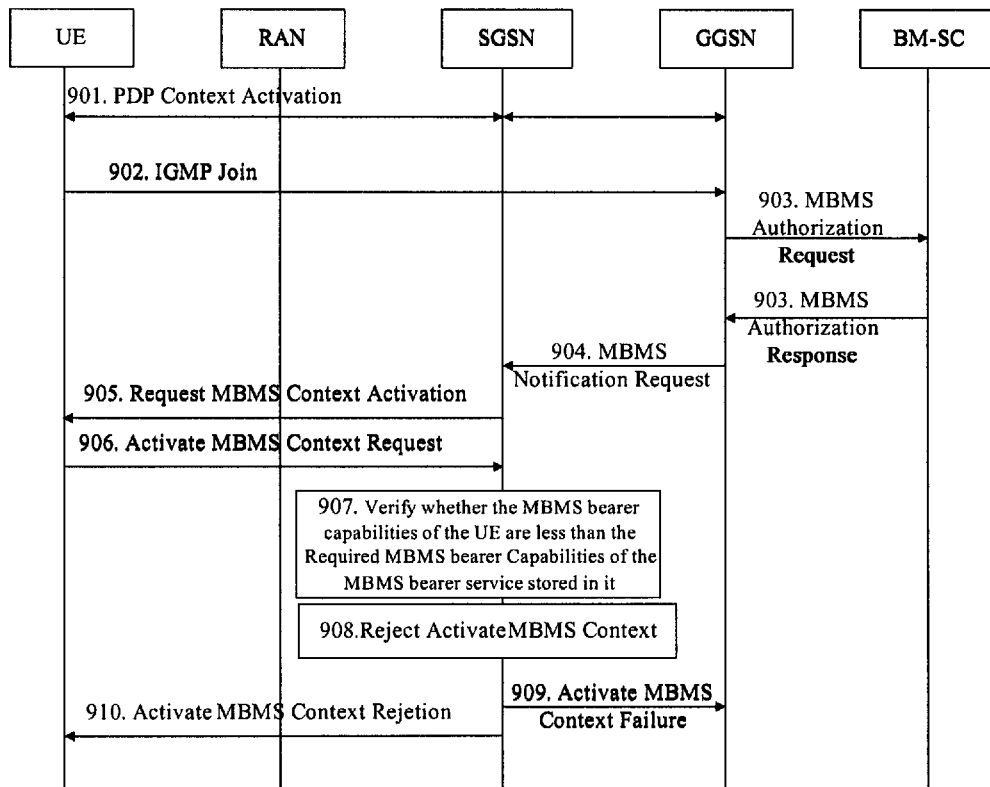 UE
RAN
SGSN
GGSN
BM-SC
901. PDP Context Activation
902. IGMP Join
903. MBMS
Authorization
Request
903. MBMS
Authorization
Response
904. MBMS
Notification Request
905. Request MBMS Context Activation
906. Activate MBMS Context Request
907. Verify whether the MBMS bearer
capabilities of the UE are less than the
Required MBMS bearer Capabilities of the
MBMS bearer service stored in it
908.Reject ActivateMBMS Context
909. Activate MBMS
Context Failure
910. Activate MBMS Context Rejetion